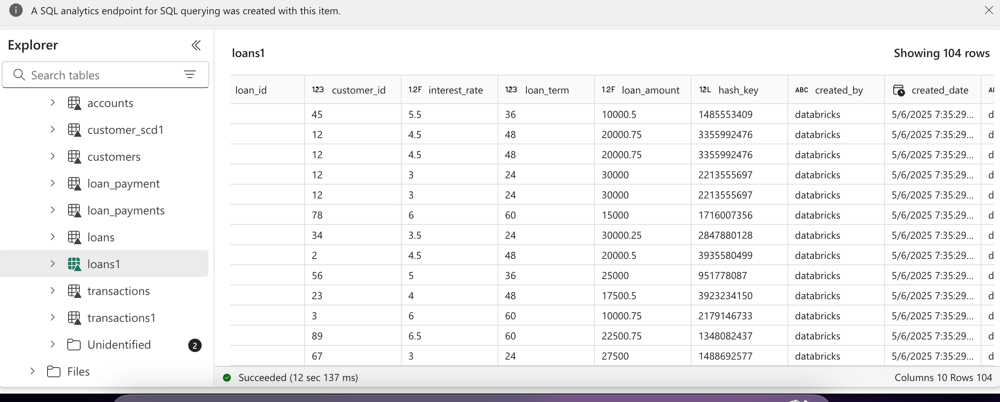 A SQL analytics endpoint for SQL querying was created with this item.
Explorer
Search tables
accounts
customer_scd1
customers
loan_payment
loan_payments
loans
loans1
transactions
transactions1
Unidentified 2
Files
loans1 Showing 104 rows
loan_id 123 customer_id 1.2F interest_rate 123 loan_term 1.2F loan_amount 12L hash_key ABC created_by created_date
45 5.5 36 10000.5 1485553409 databricks 5/6/2025 7:35:29... d
12 4.5 48 20000.75 3355992476 databricks 5/6/2025 7:35:29... d
12 4.5 48 20000.75 3355992476 databricks 5/6/2025 7:35:29... d
12 3 24 30000 2213555697 databricks 5/6/2025 7:35:29... d
12 3 24 30000 2213555697 databricks 5/6/2025 7:35:29... d
78 6 60 15000 1716007356 databricks 5/6/2025 7:35:29... d
34 3.5 24 30000.25 2847880128 databricks 5/6/2025 7:35:29... d
2 4.5 48 20000.5 3935580499 databricks 5/6/2025 7:35:29... d
56 5 36 25000 951778087 databricks 5/6/2025 7:35:29... d
23 4 48 17500.5 3923234150 databricks 5/6/2025 7:35:29... d
3 6 60 10000.75 2179146733 databricks 5/6/2025 7:35:29... d
89 6.5 60 22500.75 1348082437 databricks 5/6/2025 7:35:29... d
67 3 24 27500 1488692577 databricks 5/6/2025 7:35:29... d
Succeeded (12 sec 137 ms) Columns 10 Rows 104